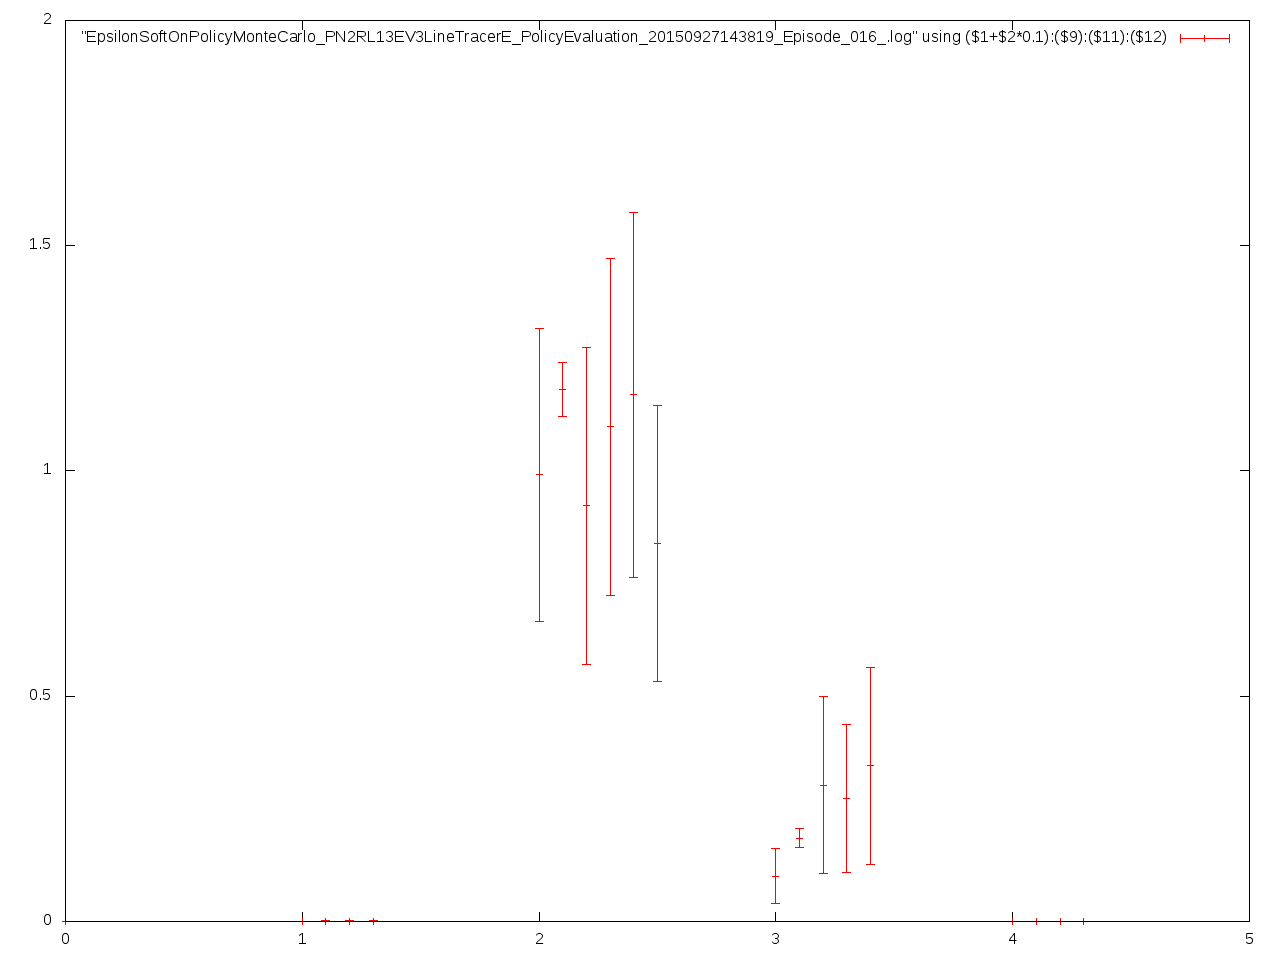 2
"EpsilonSoftOnPolicyMonteCarlo_PN2RL13EV3LineTracerE_PolicyEvaluation_20150927143819_Episode_016_.log" using ($1+$2*0.1):($9):($11):($12)
1.5
1
0.5
0
0 1 2 3 4 5